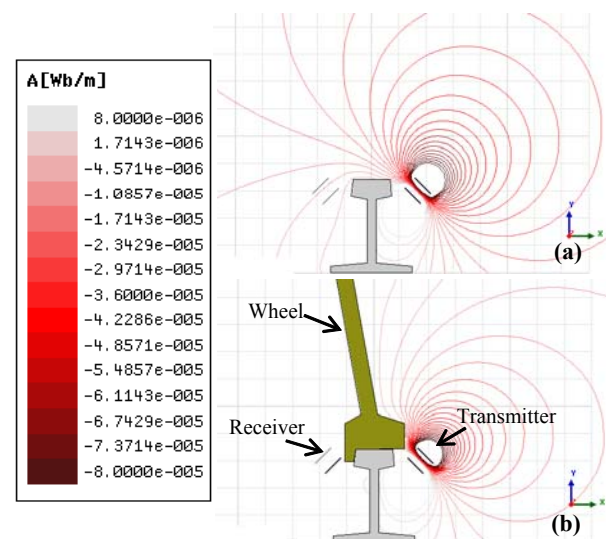 A[Wb/m]
8.0000e-006
1.7143e-006
-4.5714e-006
-1.0857e-005
-1.7143e-005
-2.3429e-005
-2.9714e-005
-3.6000e-005
-4.2286e-005
-4.8571e-005
-5.4857e-005
-6.1143e-005
-6.7429e-005
-7.3714e-005
-8.0000e-005
Y
X
(a)
Wheel
Receiver
Transmitter
Y
X
(b)